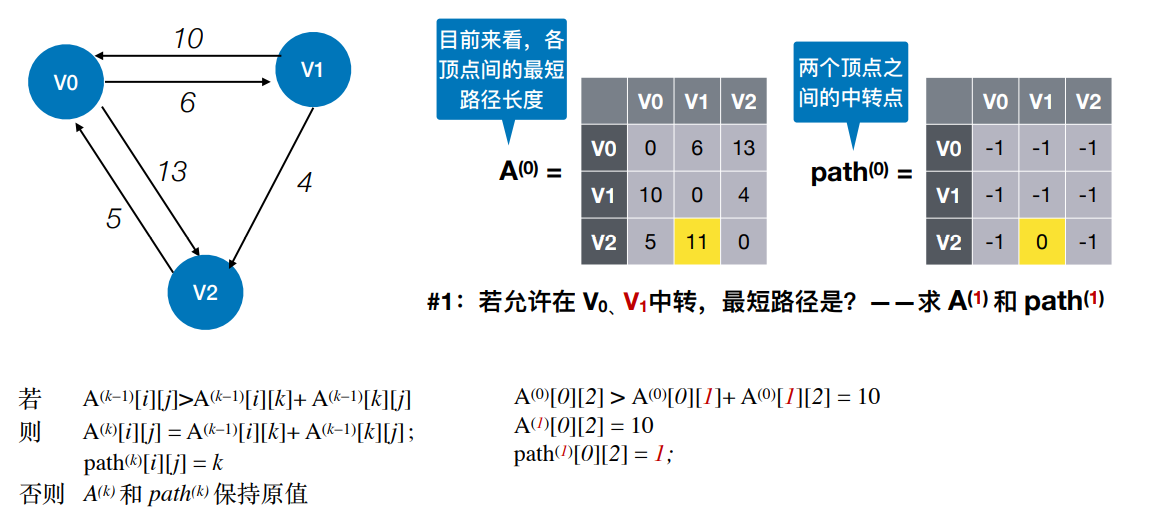 10
V0
V1
6
13
4
5
V2
目前来看，各
顶点间的最短
路径长度
A(0) =
V0 V1 V2
V0 0 6 13
V1 10 0 4
V2 5 11 0
两个顶点之
间的中转点
path(0) =
V0 V1 V2
V0 -1 -1 -1
V1 -1 -1 -1
V2 -1 0 -1
#1：若允许在 V0、V1中转，最短路径是？——求 A(1) 和 path(1)
若 A(k–1)[i][j]>A(k–1)[i][k]+ A(k–1)[k][j]
则 A(k)[i][j] = A(k–1)[i][k]+ A(k–1)[k][j] ;
path(k)[i][j] = k
否则 A(k) 和 path(k) 保持原值
A(0)[0][2] > A(0)[0][1]+ A(0)[1][2] = 10
A(1)[0][2] = 10
path(1)[0][2] = 1;